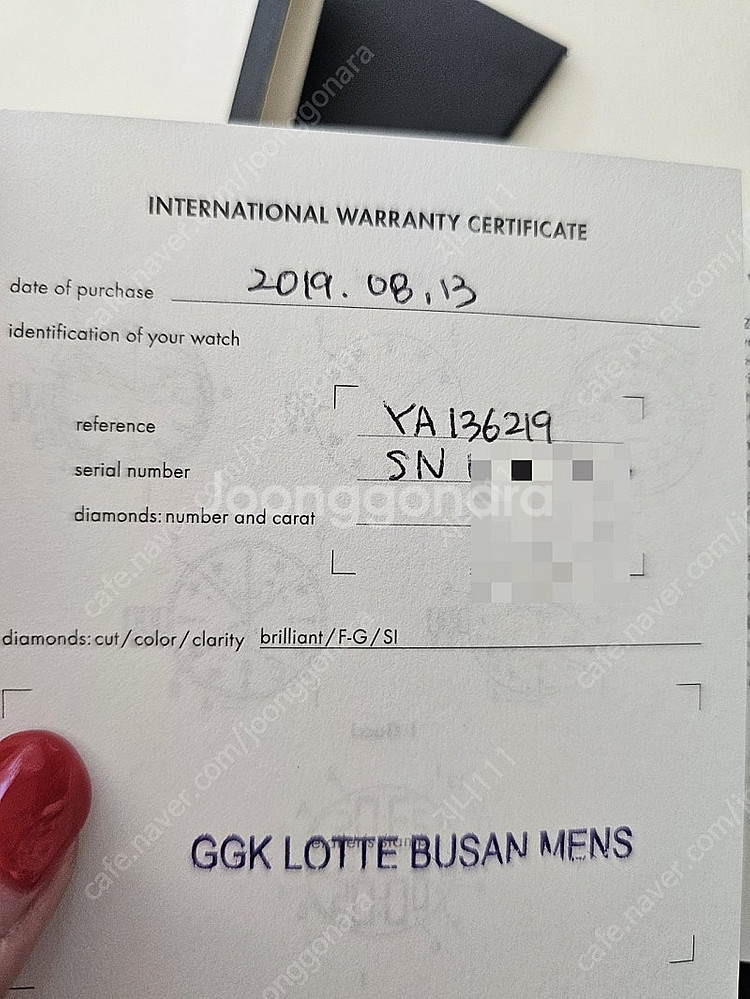 INTERNATIONAL WARRANTY CERTIFICATE
date of purchase 2019.08.13
identification of your watch
reference YA136219
serial number SN
Joonggonara
diamonds: number and carat
diamonds: cut/color/clarity brilliant/F-G/SI
GGK LOTTE BUSAN MENS